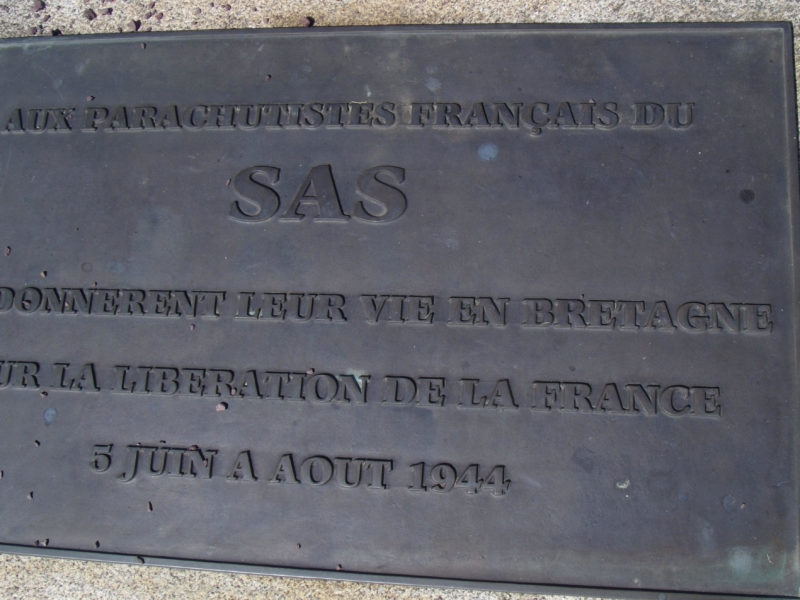 AUX PARACHUTISTES FRANÇAIS DU
SAS
DONNERENT LEUR VIE EN BRETAGNE
UR LA LIBERATION DE LA FRANCE
5 JUIN A AOUT 1944